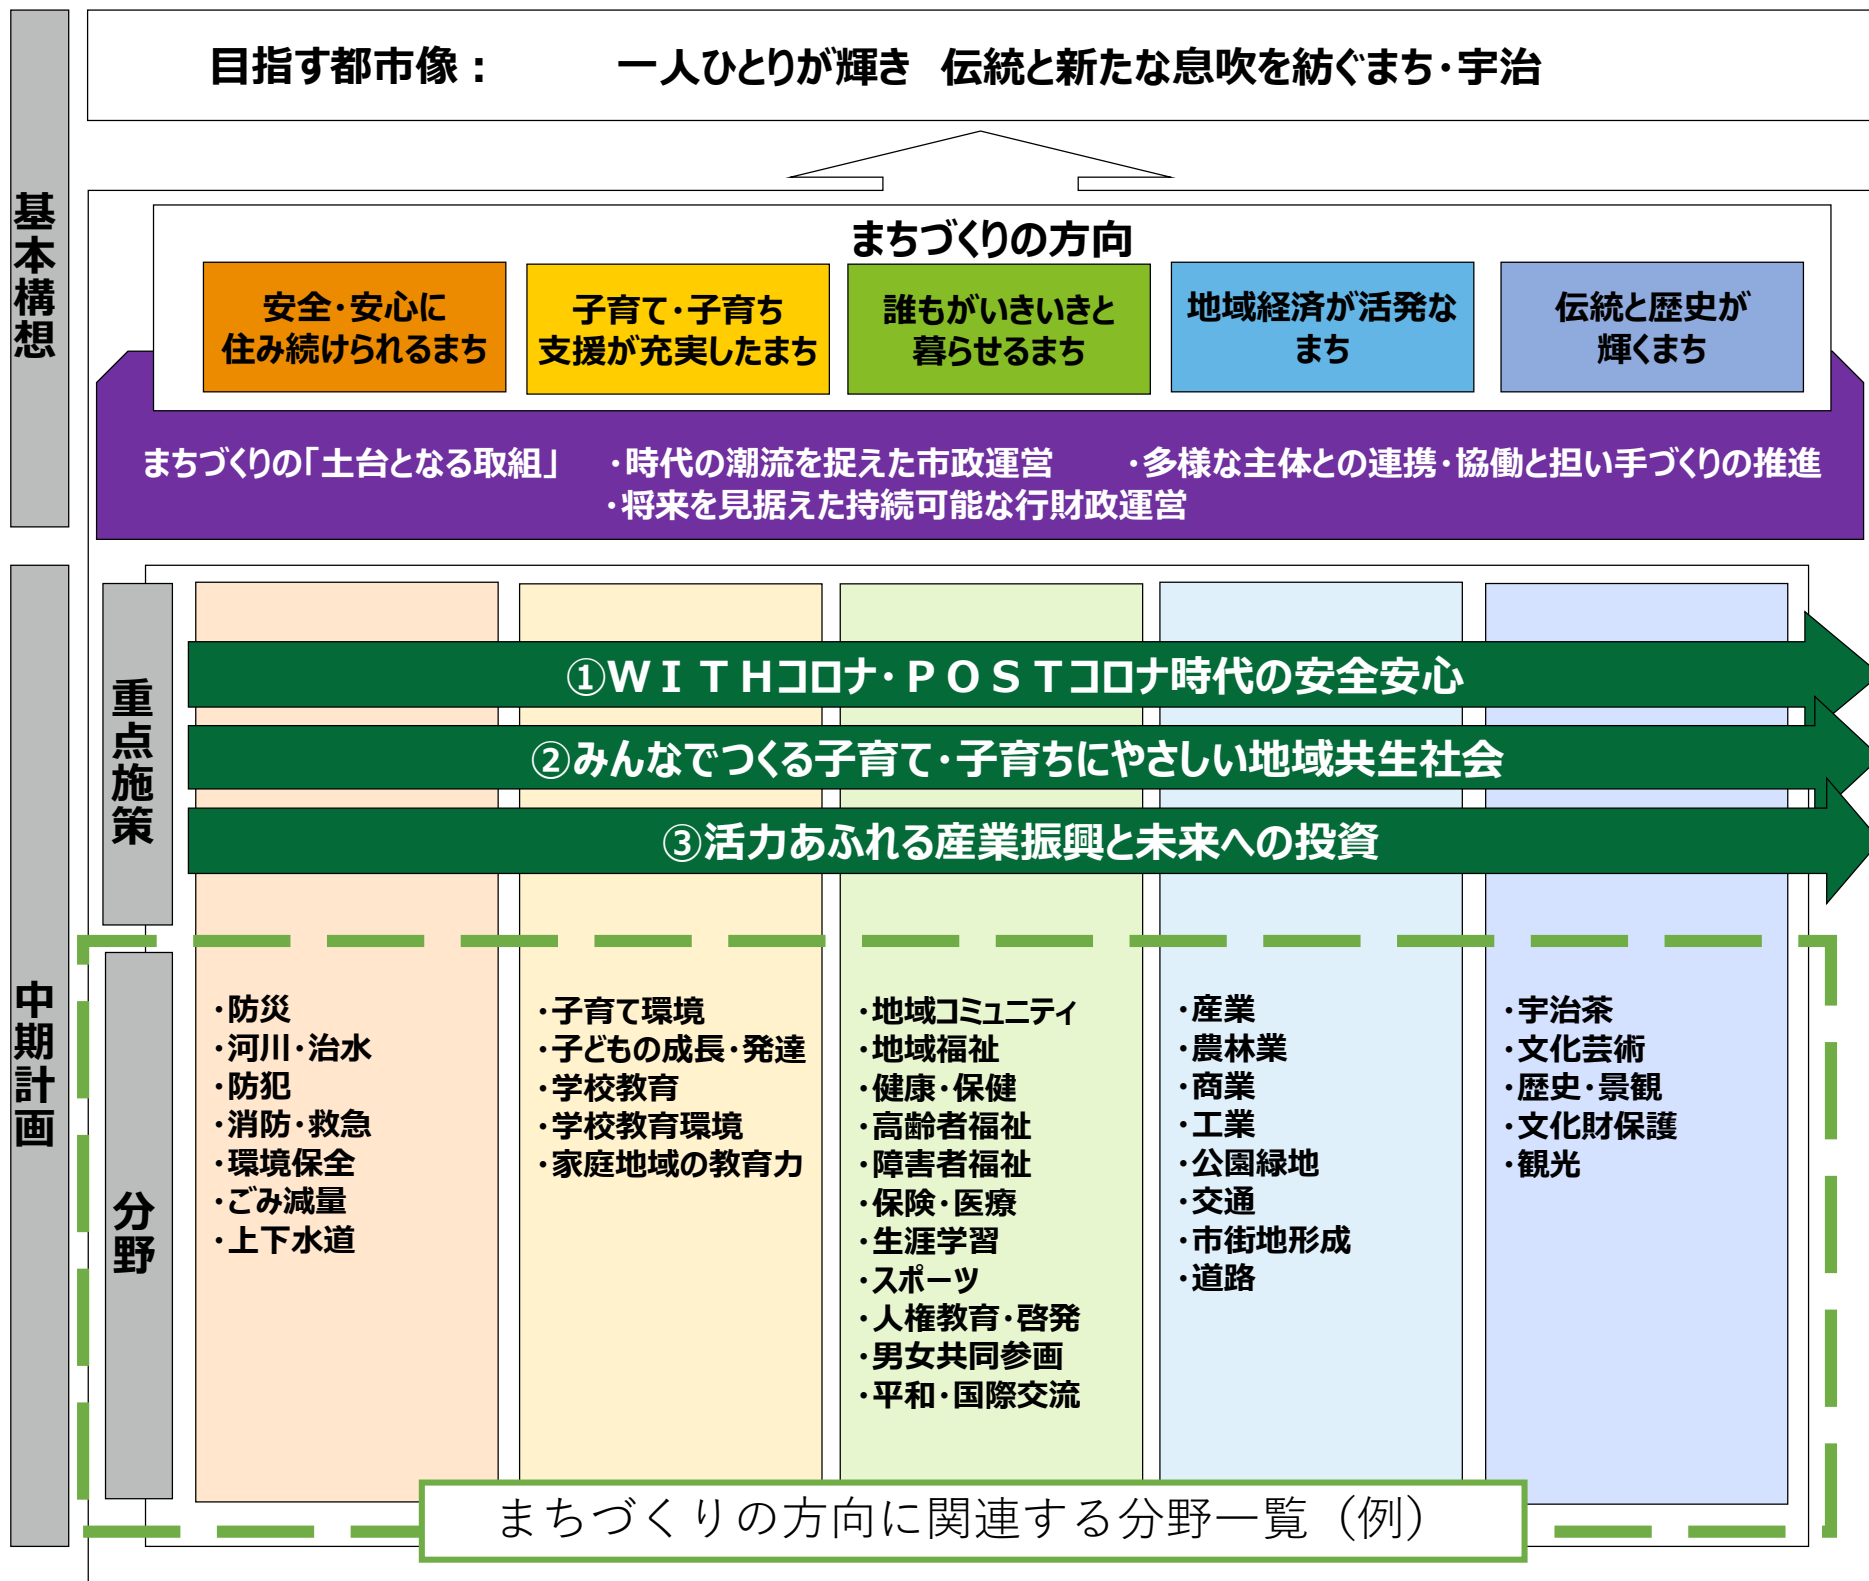 基本構想
目指す都市像： 一人ひとりが輝き 伝統と新たな息吹を紡ぐまち・宇治
まちづくりの方向
安全・安心に
住み続けられるまち
子育て・子育ち
支援が充実したまち
誰もがいきいきと
暮らせるまち
地域経済が活発な
まち
伝統と歴史が
輝くまち
まちづくりの「土台となる取組」 ・時代の潮流を捉えた市政運営 ・多様な主体との連携・協働と担い手づくりの推進
・将来を見据えた持続可能な行財政運営
中期計画
重点施策
①ＷＩＴＨコロナ・ＰＯＳＴコロナ時代の安全安心
②みんなでつくる子育て・子育ちにやさしい地域共生社会
③活力あふれる産業振興と未来への投資
分野
・防災
・河川・治水
・防犯
・消防・救急
・環境保全
・ごみ減量
・上下水道
・子育て環境
・子どもの成長・発達
・学校教育
・学校教育環境
・家庭地域の教育力
・地域コミュニティ
・地域福祉
・健康・保健
・高齢者福祉
・障害者福祉
・保険・医療
・生涯学習
・スポーツ
・人権教育・啓発
・男女共同参画
・平和・国際交流
・産業
・農林業
・商業
・工業
・公園緑地
・交通
・市街地形成
・道路
・宇治茶
・文化芸術
・歴史・景観
・文化財保護
・観光
まちづくりの方向に関連する分野一覧（例）